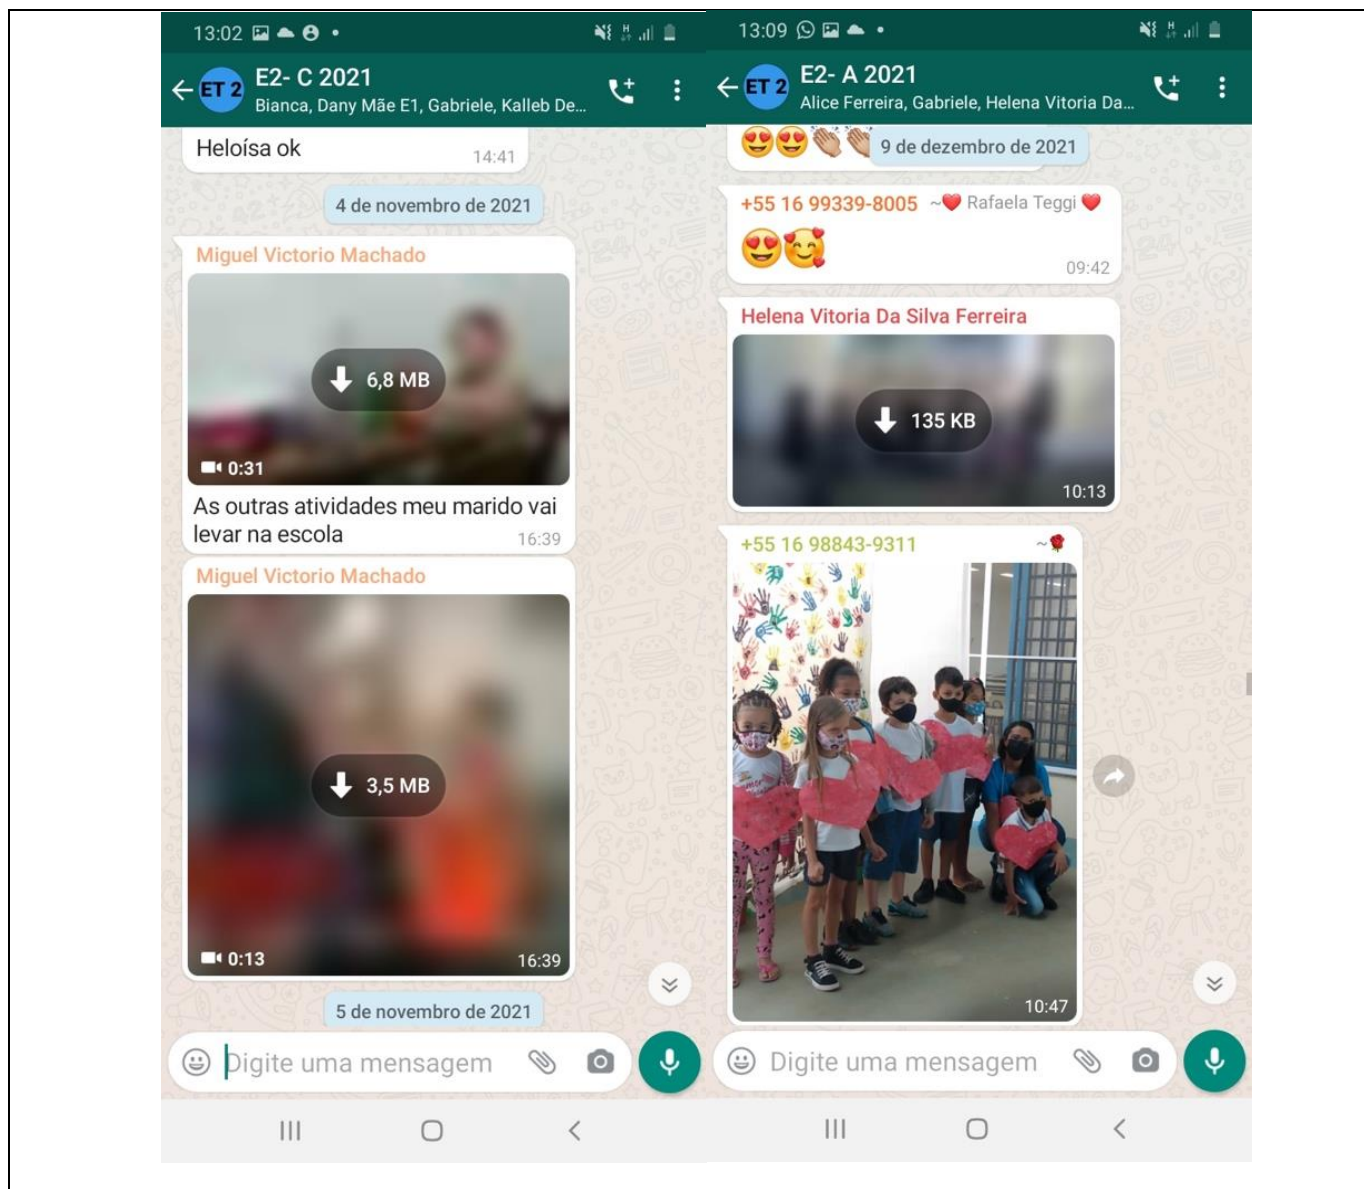 13:02
ET 2
E2- C 2021
Bianca, Dany Mãe E1, Gabriele, Kalleb De...
Heloísa ok
14:41
4 de novembro de 2021
Miguel Victorio Machado
6,8 MB
0:31
As outras atividades meu marido vai
levar na escola
16:39
Miguel Victorio Machado
3,5 MB
0:13
16:39
5 de novembro de 2021
Digite uma mensagem
13:09
ET 2
E2- A 2021
Alice Ferreira, Gabriele, Helena Vitoria Da...
😍😍👏🏼👏🏼
9 de dezembro de 2021
+55 16 99339-8005 ~❤️ Rafaela Teggi ❤️
😍🥰
09:42
Helena Vitoria Da Silva Ferreira
135 KB
10:13
+55 16 98843-9311 ~🌹
10:47
Digite uma mensagem